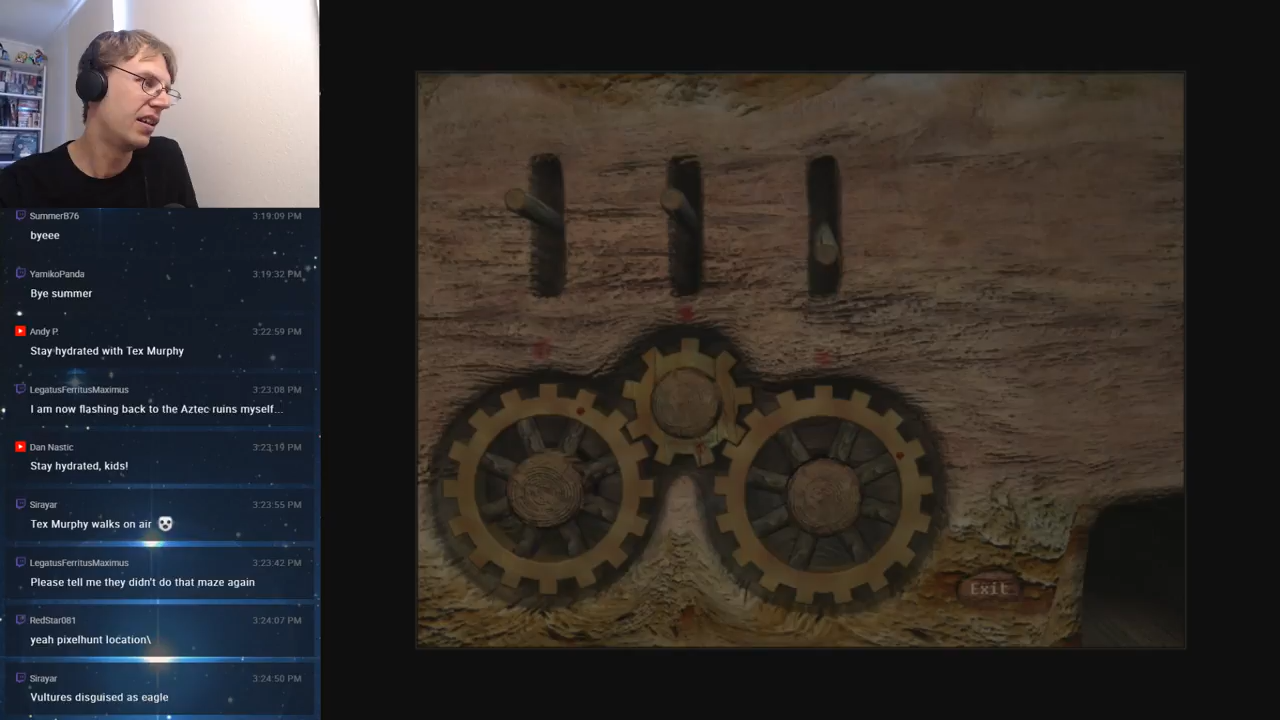 SummerB76 3:19:09 PM
byeee
YamikoPanda 3:19:32 PM
Bye summer
Andy P. 3:22:59 PM
Stay hydrated with Tex Murphy
LegatusFerritusMaximus 3:23:08 PM
I am now flashing back to the Aztec ruins myself...
Dan Nastic 3:23:19 PM
Stay hydrated, kids!
Sirayar 3:23:55 PM
Tex Murphy walks on air
LegatusFerritusMaximus 3:23:42 PM
Please tell me they didn't do that maze again
RedStar081 3:24:07 PM
yeah pixelhunt location\
Sirayar 3:24:50 PM
Vultures disguised as eagle
Exit